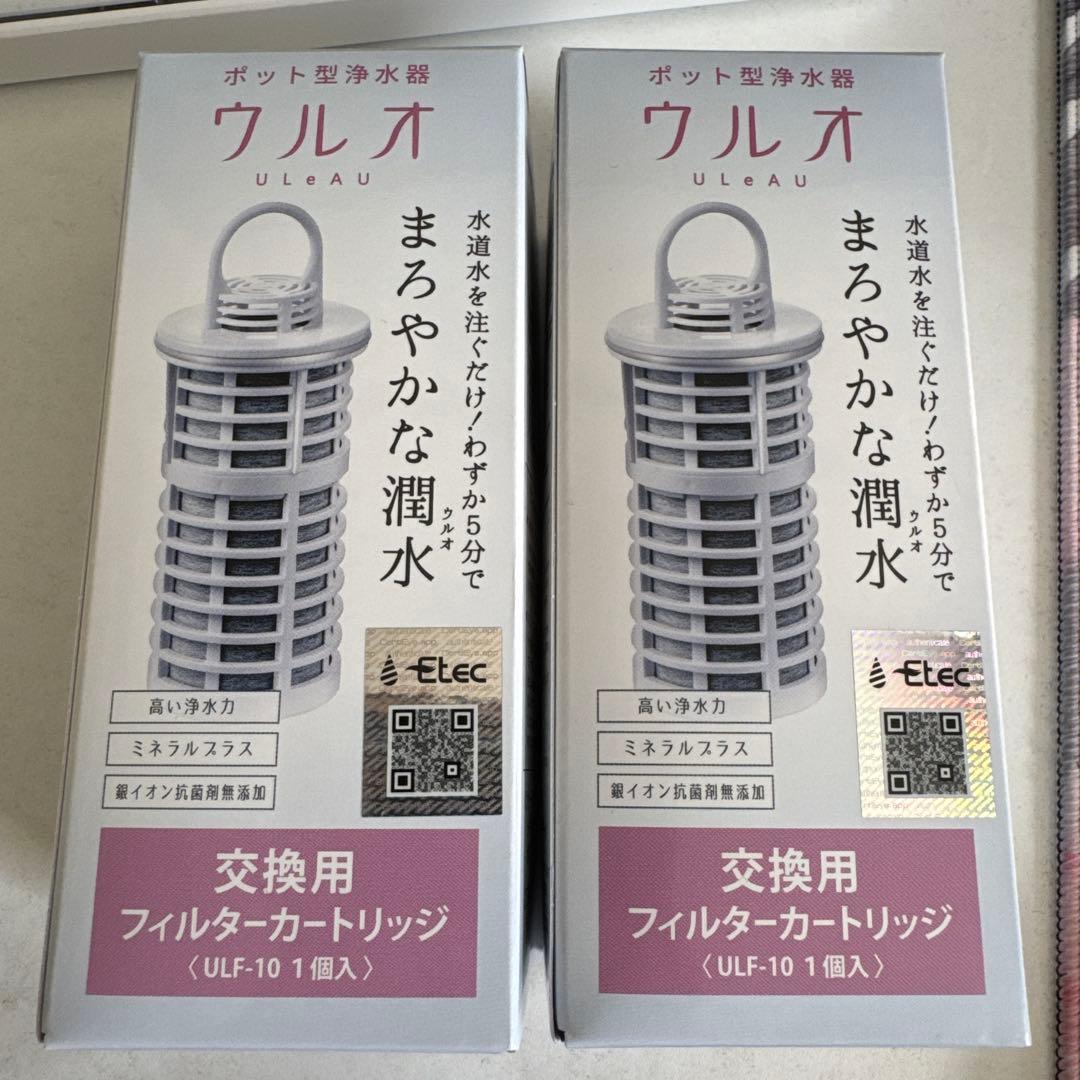 ポット型浄水器
ウルオ
ULeAU
水道水を注ぐだけ！わずか5分で
まろやかな潤水
ウルオ
Etec
高い浄水力
ミネラルプラス
銀イオン抗菌剤無添加
交換用
フィルターカートリッジ
〈ULF-10 1個入〉
ポット型浄水器
ウルオ
ULeAU
水道水を注ぐだけ！わずか5分で
まろやかな潤水
ウルオ
authenticate
CertiEye.app
Etec
高い浄水力
ミネラルプラス
銀イオン抗菌剤無添加
交換用
フィルターカートリッジ
〈ULF-10 1個入〉